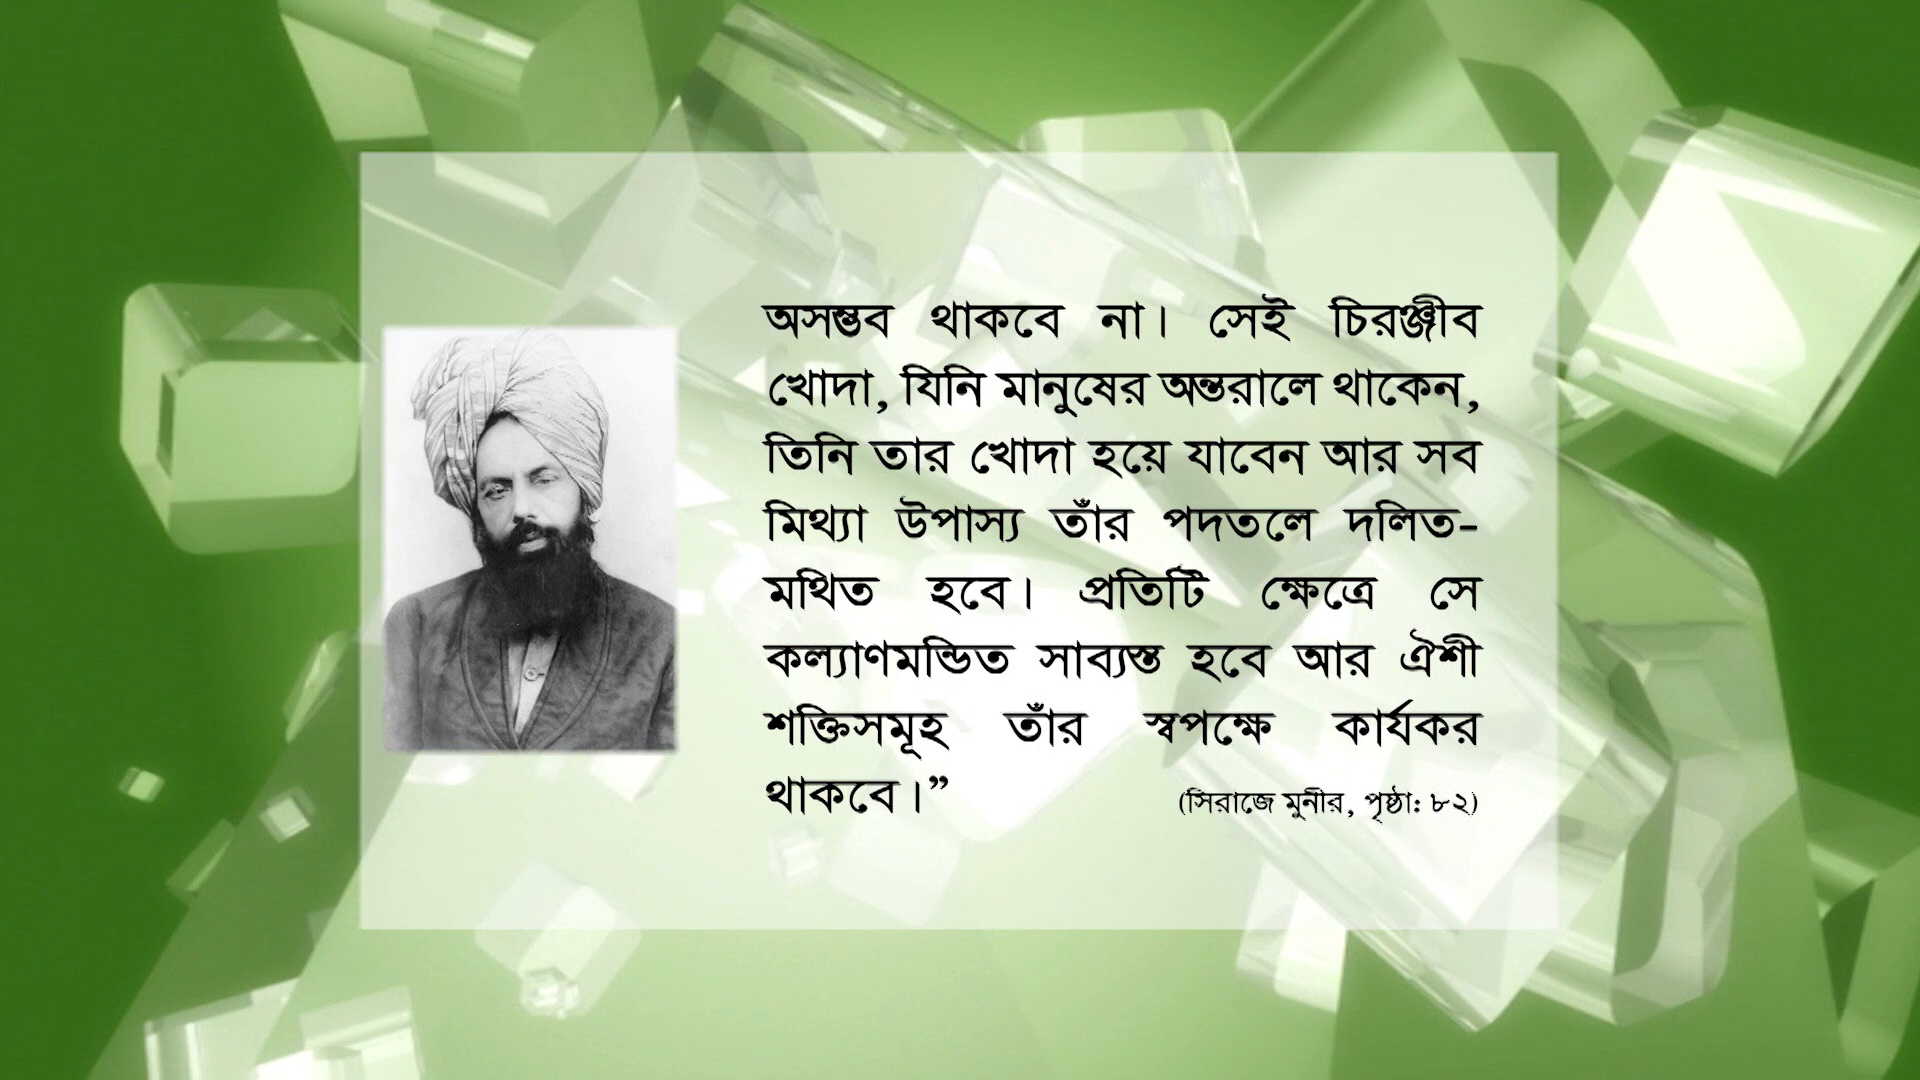 অসম্ভব থাকবে না। সেই চিরঞ্জীব
খোদা, যিনি মানুষের অন্তরালে থাকেন,
তিনি তার খোদা হয়ে যাবেন আর সব
মিথ্যা উপাস্য তাঁর পদতলে দলিত-
মথিত হবে। প্রতিটি ক্ষেত্রে সে
কল্যাণমন্ডিত সাব্যস্ত হবে আর ঐশী
শক্তিসমূহ তাঁর স্বপক্ষে কার্যকর
থাকবে।” (সিরাজে মুনীর, পৃষ্ঠা: ৮২)